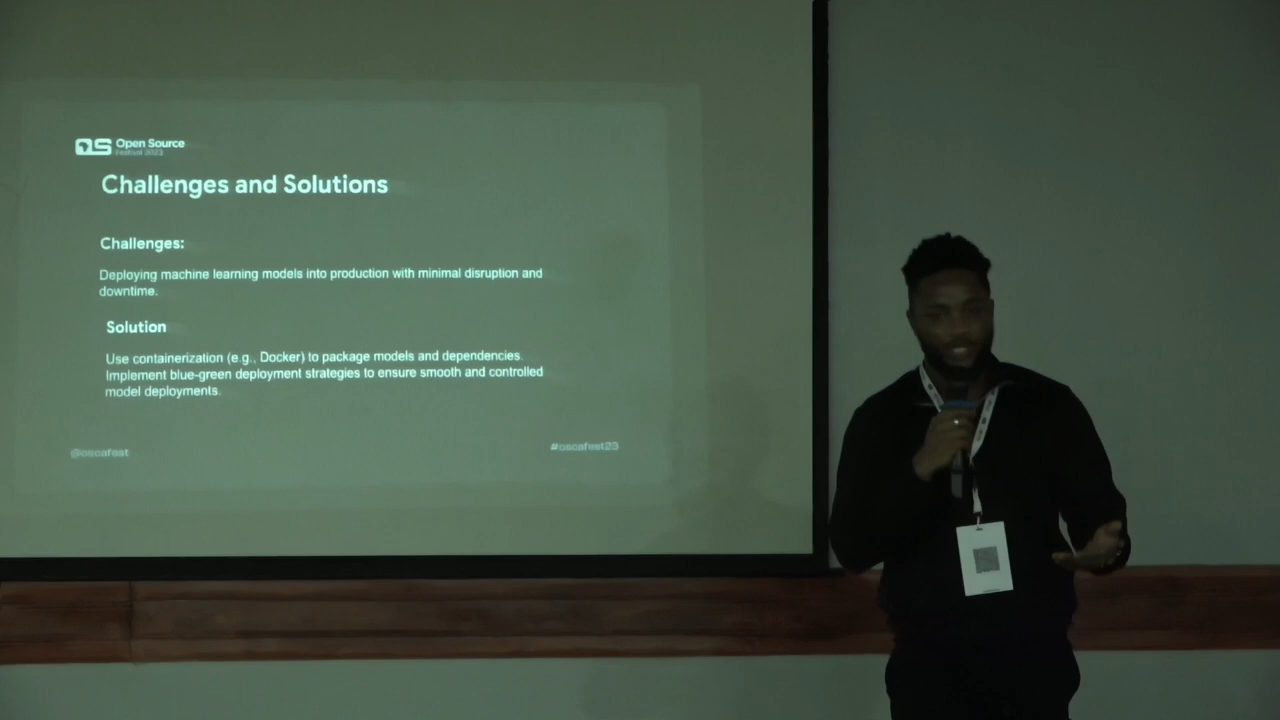 Open Source
Festival 2023
Challenges and Solutions
Challenges:
Deploying machine learning models into production with minimal disruption and
downtime.
Solution
Use containerization (e.g., Docker) to package models and dependencies.
Implement blue-green deployment strategies to ensure smooth and controlled
model deployments.
@oscafest
#oscafest23